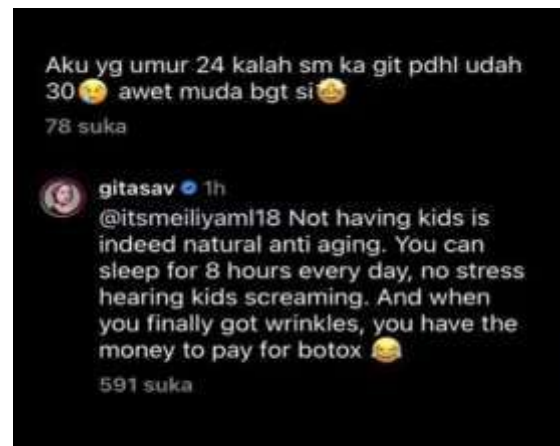 Aku yg umur 24 kalah sm ka git pdhl udah
30😢 awet muda bgt si🤩
78 suka
gitasav 1h
@itsmeiliyaml18 Not having kids is
indeed natural anti aging. You can
sleep for 8 hours every day, no stress
hearing kids screaming. And when
you finally got wrinkles, you have the
money to pay for botox 😂
591 suka